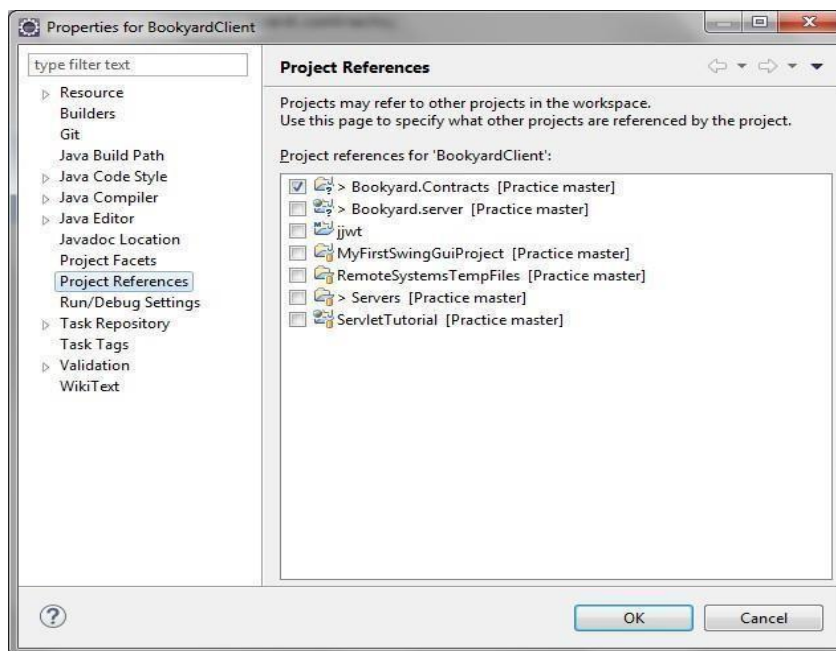 Properties for BookyardClient
type filter text
Resource
Builders
Git
Java Build Path
Java Code Style
Java Compiler
Java Editor
Javadoc Location
Project Facets
Project References
Run/Debug Settings
Task Repository
Task Tags
Validation
WikiText
Project References
Projects may refer to other projects in the workspace.
Use this page to specify what other projects are referenced by the project.
Project references for 'BookyardClient':
> Bookyard.Contracts [Practice master]
> Bookyard.server [Practice master]
jjwt
MyFirstSwingGuiProject [Practice master]
RemoteSystemsTempFiles [Practice master]
> Servers [Practice master]
ServletTutorial [Practice master]
?
OK
Cancel